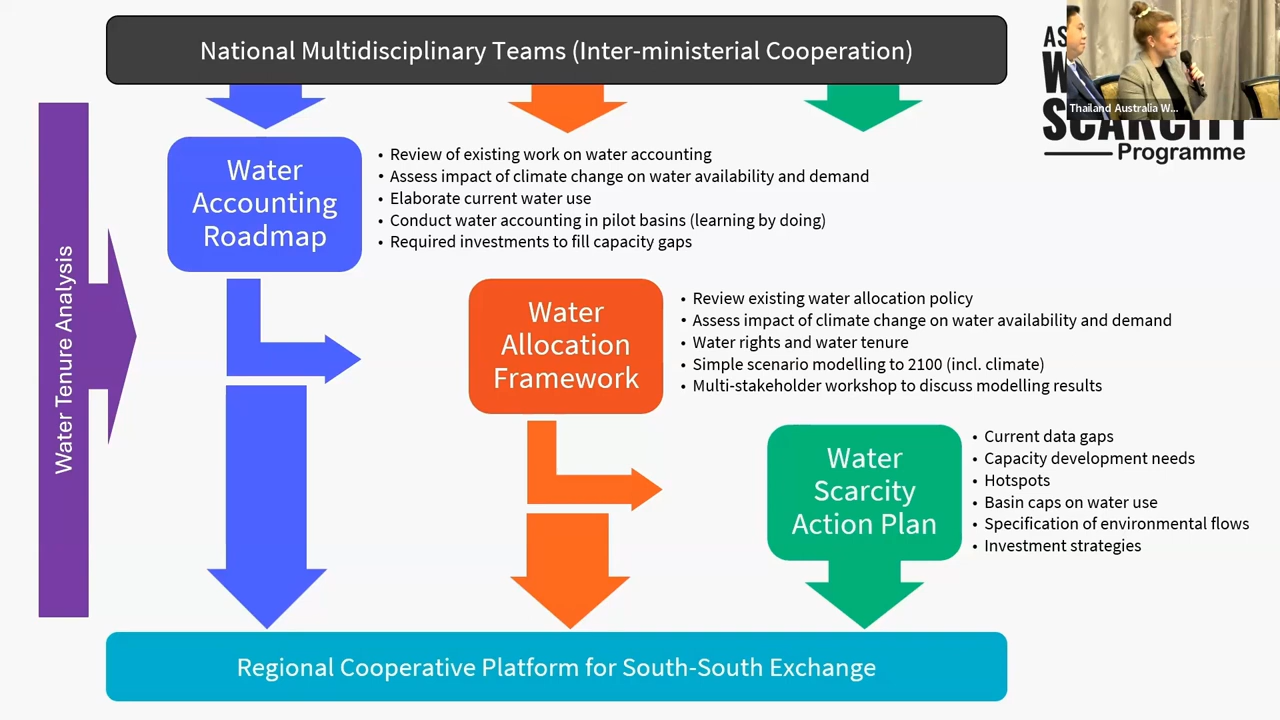 National Multidisciplinary Teams (Inter-ministerial Cooperation)
AS
W
Thailand Australia W...
SCARCITY
Programme
Water Tenure Analysis
Water
Accounting
Roadmap
• Review of existing work on water accounting
• Assess impact of climate change on water availability and demand
• Elaborate current water use
• Conduct water accounting in pilot basins (learning by doing)
• Required investments to fill capacity gaps
Water
Allocation
Framework
• Review existing water allocation policy
• Assess impact of climate change on water availability and demand
• Water rights and water tenure
• Simple scenario modelling to 2100 (incl. climate)
• Multi-stakeholder workshop to discuss modelling results
Water
Scarcity
Action Plan
• Current data gaps
• Capacity development needs
• Hotspots
• Basin caps on water use
• Specification of environmental flows
• Investment strategies
Regional Cooperative Platform for South-South Exchange